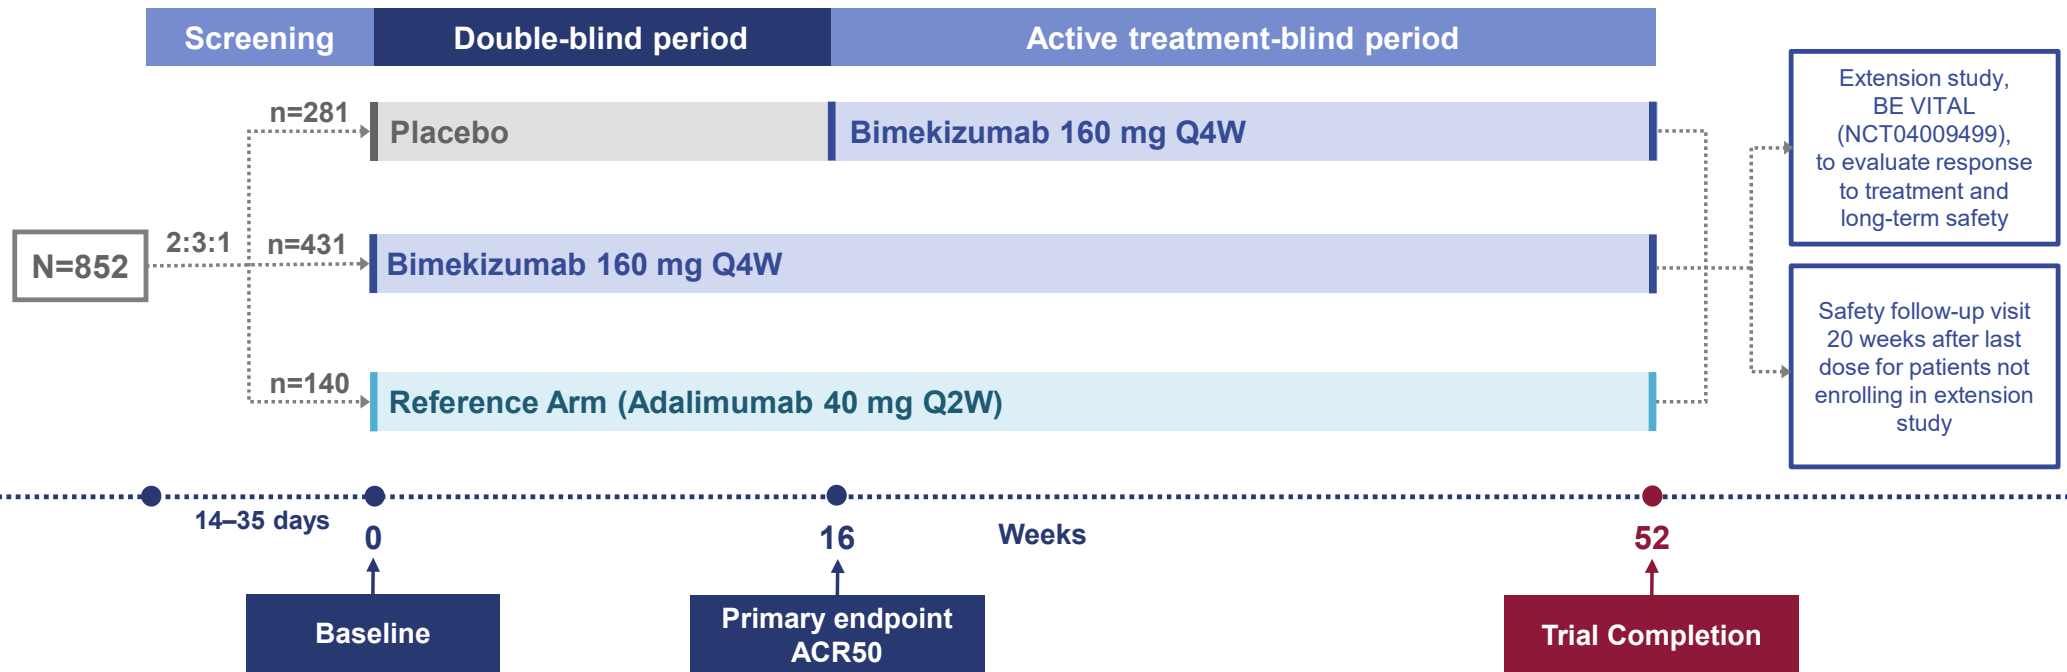 Screening
Double-blind period
Active treatment-blind period
n=281
Placebo
Bimekizumab 160 mg Q4W
N=852
2:3:1
n=431
Bimekizumab 160 mg Q4W
n=140
Reference Arm (Adalimumab 40 mg Q2W)
Extension study,
BE VITAL
(NCT04009499),
to evaluate response
to treatment and
long-term safety
Safety follow-up visit
20 weeks after last
dose for patients not
enrolling in extension
study
14–35 days
0
16
Weeks
52
Baseline
Primary endpoint
ACR50
Trial Completion